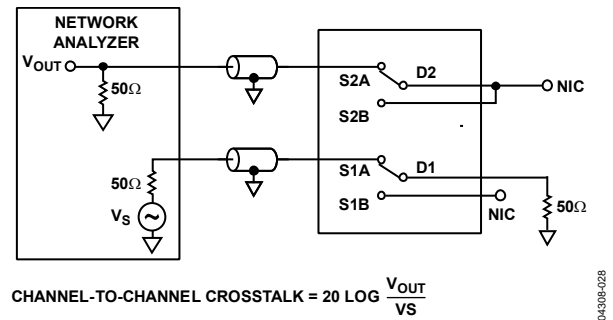 NETWORK
ANALYZER
VOUT
50Ω
50Ω
VS
S2A
D2
S2B
NIC
S1A
D1
S1B
NIC
50Ω
CHANNEL-TO-CHANNEL CROSSTALK = 20 LOG VOUT
VS
04308-028